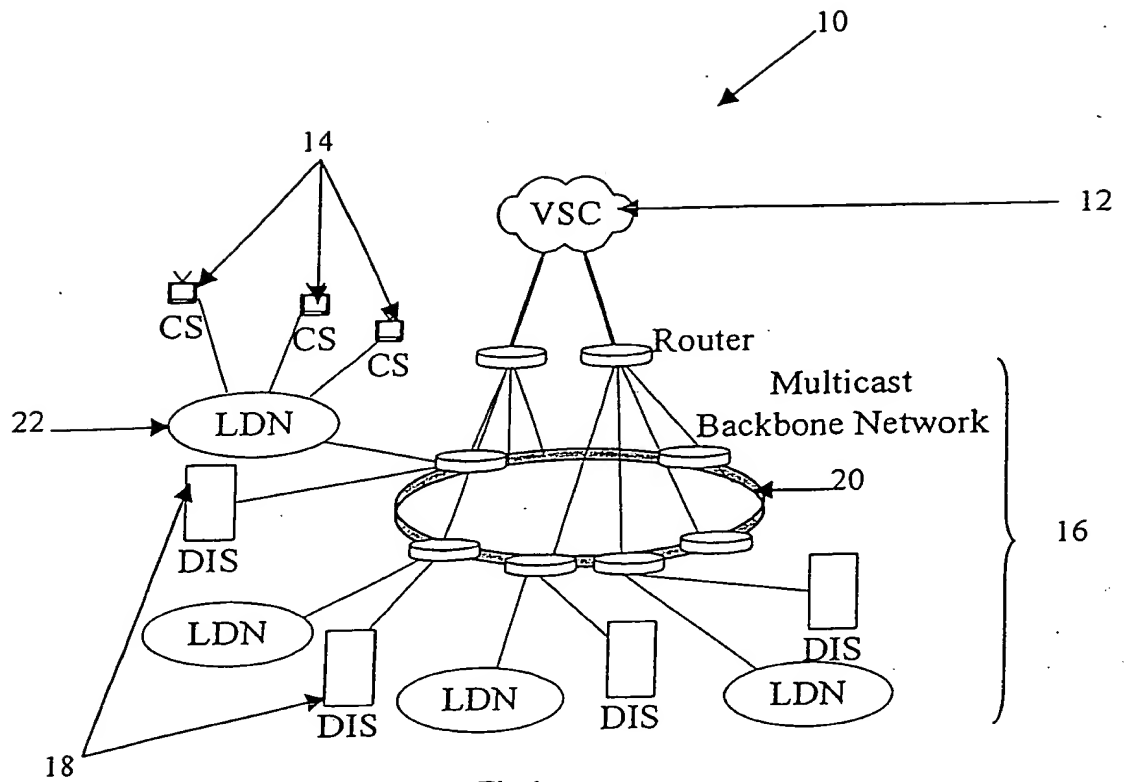 10
14
VSC
12
CS
CS
CS
Router
Multicast
Backbone Network
22
LDN
20
DIS
16
LDN
DIS
DIS
LDN
DIS
LDN
18